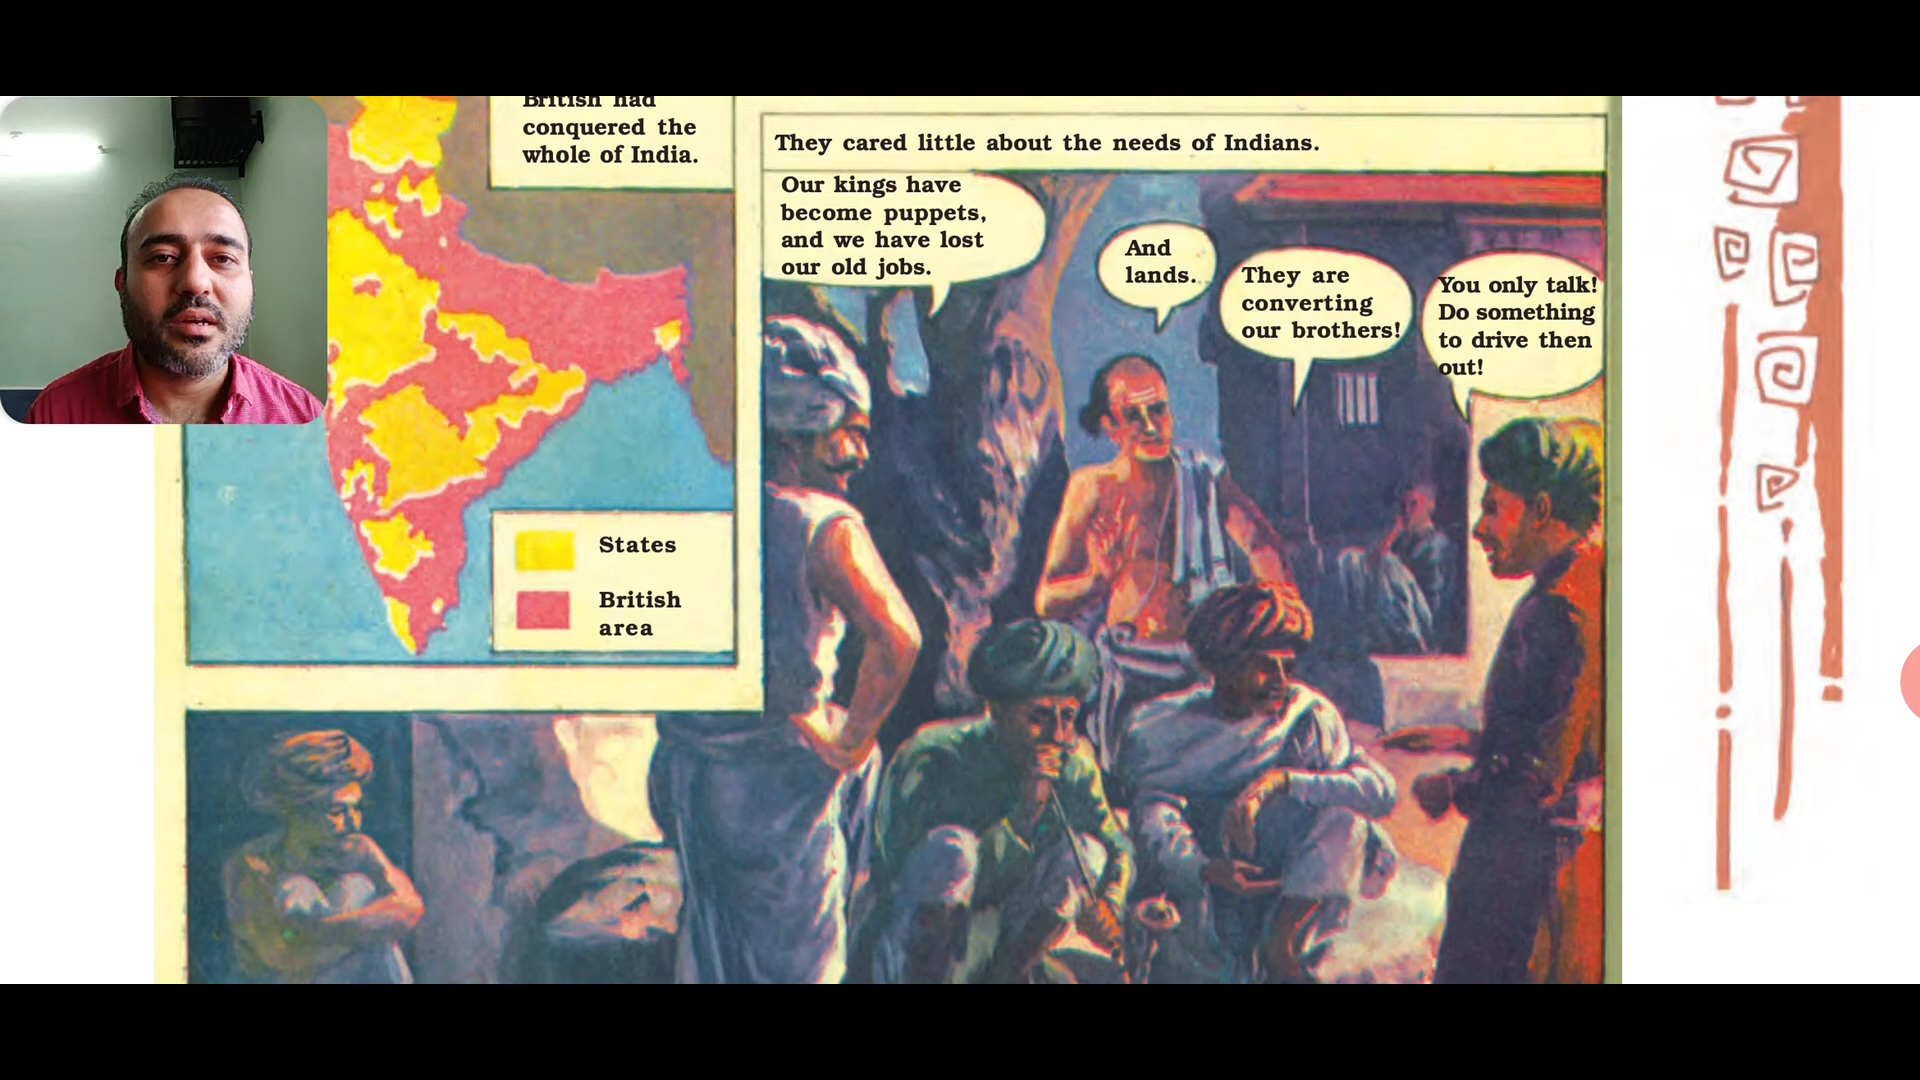 British had
conquered the
whole of India.
They cared little about the needs of Indians.
Our kings have
become puppets,
and we have lost
our old jobs.
And
lands.
They are
converting
our brothers!
You only talk!
Do something
to drive then
out!
States
British
area